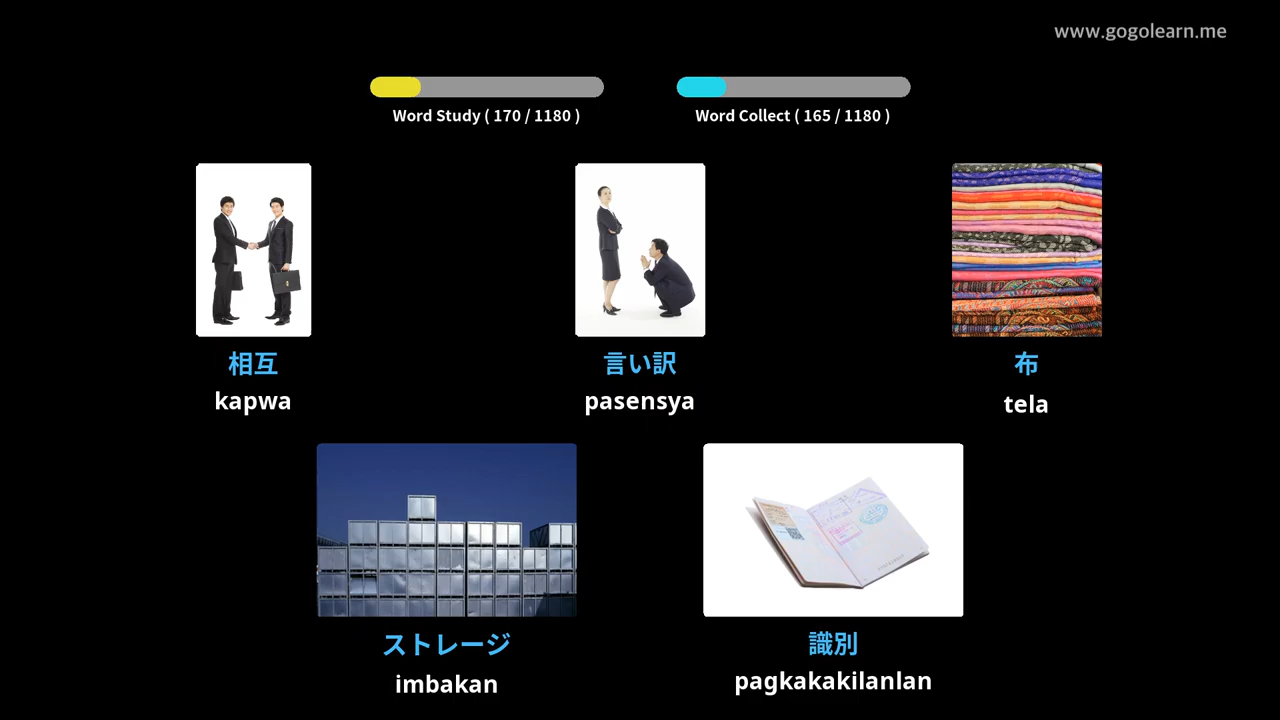 www.gogolearn.me
Word Study ( 170 / 1180 )
Word Collect ( 165 / 1180 )
相互
kapwa
言い訳
pasensya
布
tela
ストレージ
imbakan
識別
pagkakakilanlan